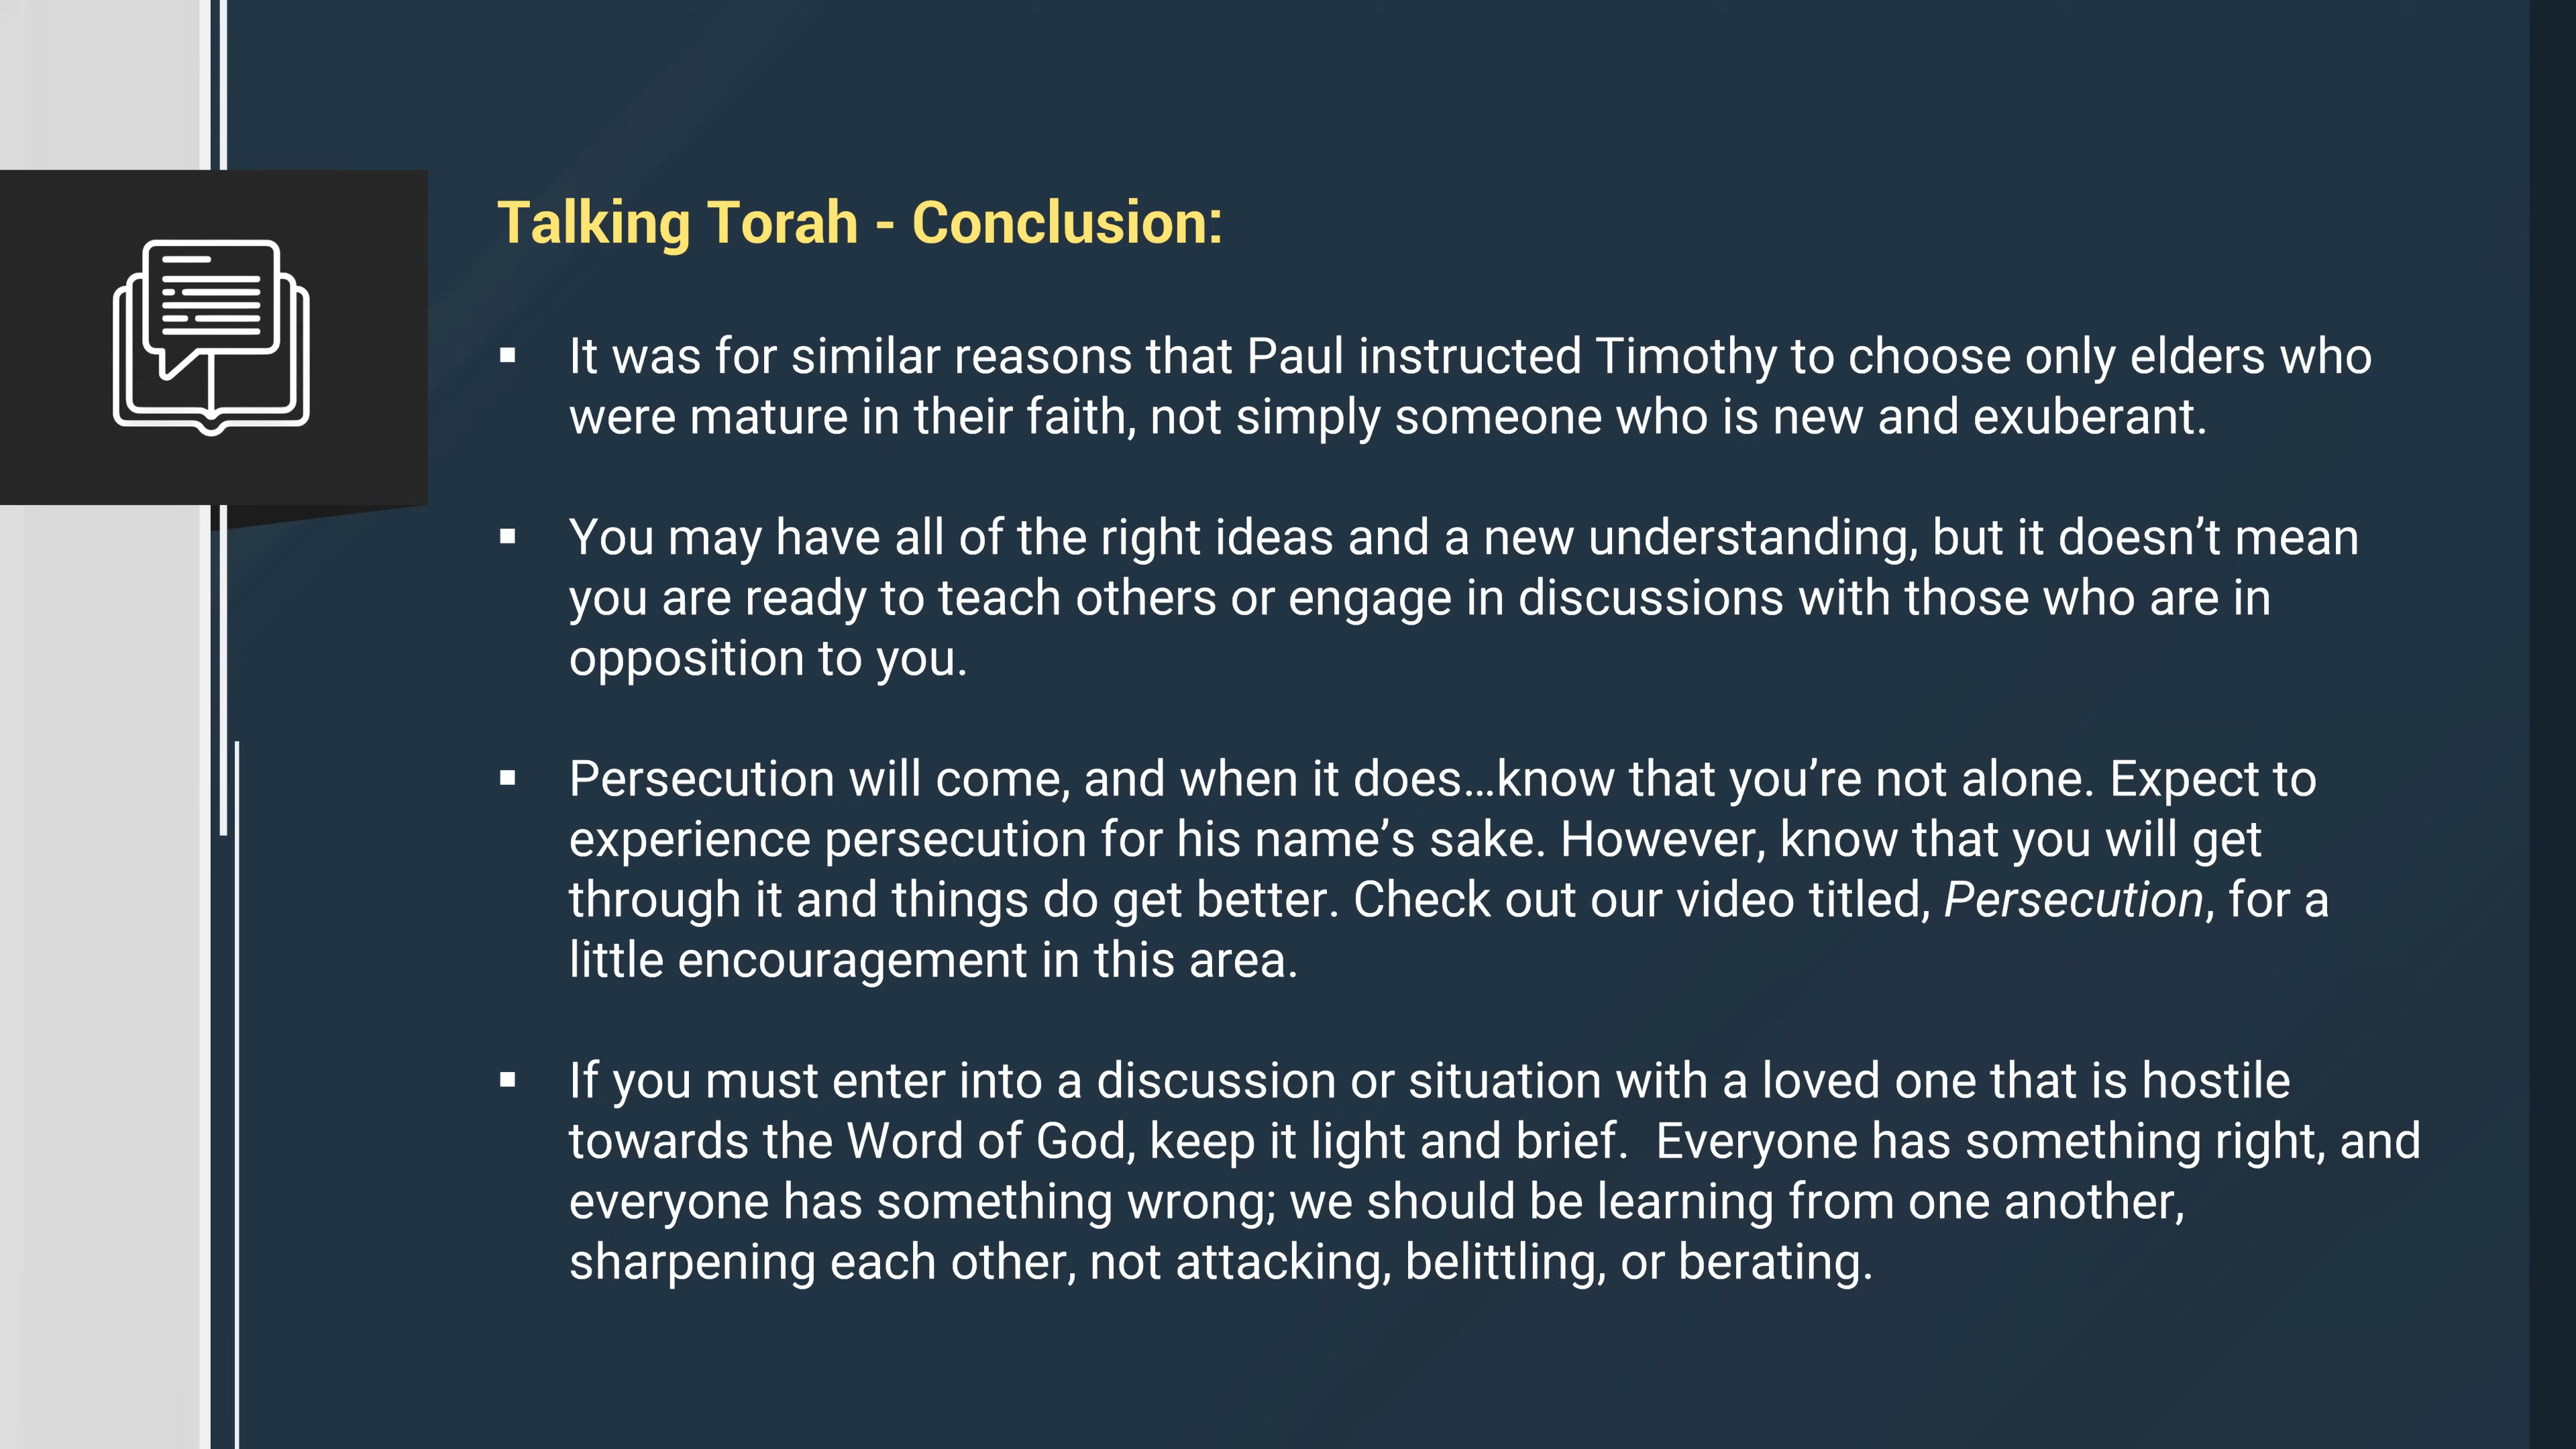 Talking Torah - Conclusion:
▪ It was for similar reasons that Paul instructed Timothy to choose only elders who
were mature in their faith, not simply someone who is new and exuberant.
▪ You may have all of the right ideas and a new understanding, but it doesn’t mean
you are ready to teach others or engage in discussions with those who are in
opposition to you.
▪ Persecution will come, and when it does…know that you’re not alone. Expect to
experience persecution for his name’s sake. However, know that you will get
through it and things do get better. Check out our video titled, Persecution, for a
little encouragement in this area.
▪ If you must enter into a discussion or situation with a loved one that is hostile
towards the Word of God, keep it light and brief.  Everyone has something right, and
everyone has something wrong; we should be learning from one another,
sharpening each other, not attacking, belittling, or berating.